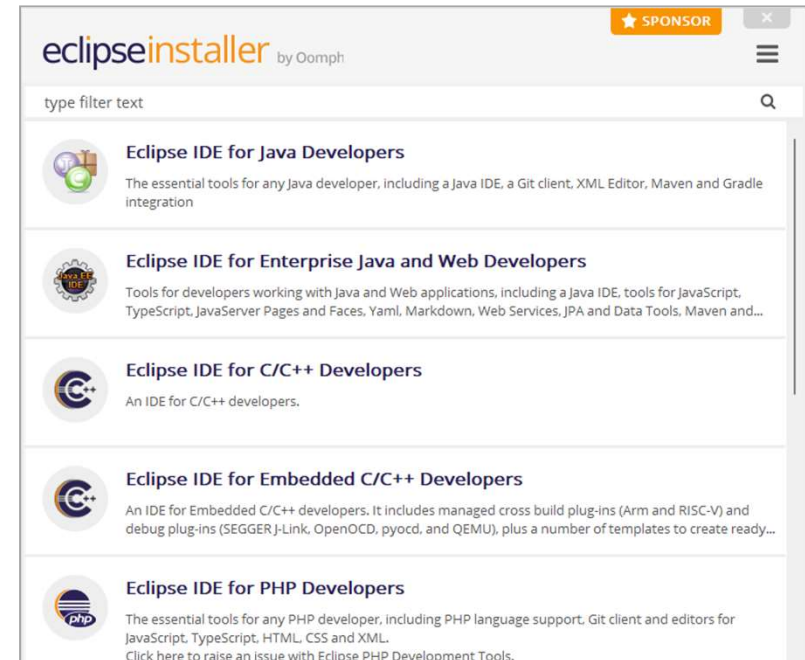 SPONSOR
eclipseinstaller by Oomph
type filter text
Eclipse IDE for Java Developers
The essential tools for any Java developer, including a Java IDE, a Git client, XML Editor, Maven and Gradle
integration
Java EE
IDE
Eclipse IDE for Enterprise Java and Web Developers
Tools for developers working with Java and Web applications, including a Java IDE, tools for JavaScript,
TypeScript, JavaServer Pages and Faces, Yaml, Markdown, Web Services, JPA and Data Tools, Maven and...
C++
Eclipse IDE for C/C++ Developers
An IDE for C/C++ developers.
C++
Eclipse IDE for Embedded C/C++ Developers
An IDE for Embedded C/C++ developers. It includes managed cross build plug-ins (Arm and RISC-V) and
debug plug-ins (SEGGER J-Link, OpenOCD, pyocd, and QEMU), plus a number of templates to create ready...
php
Eclipse IDE for PHP Developers
The essential tools for any PHP developer, including PHP language support, Git client and editors for
JavaScript, TypeScript, HTML, CSS and XML.
Click here to raise an issue with Eclipse PHP Development Tools.